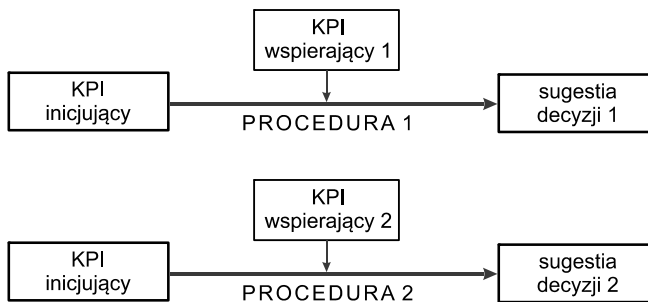 KPI
wspierający 1
KPI
inicjujący
sugestia
decyzji 1
PROCEDURA 1
KPI
wspierający 2
KPI
inicjujący
sugestia
decyzji 2
PROCEDURA 2